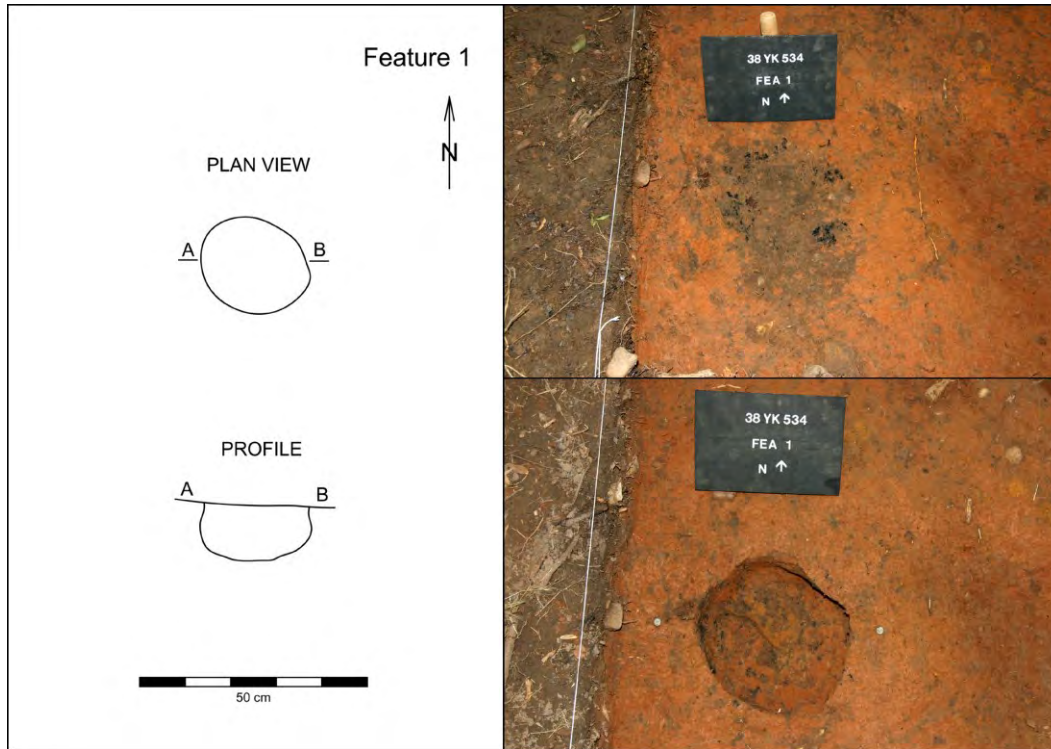 Feature 1
N
PLAN VIEW
A
B
PROFILE
A
B
50 cm
38 YK 534
FEA 1
N ↑
38 YK 534
FEA 1
N ↑